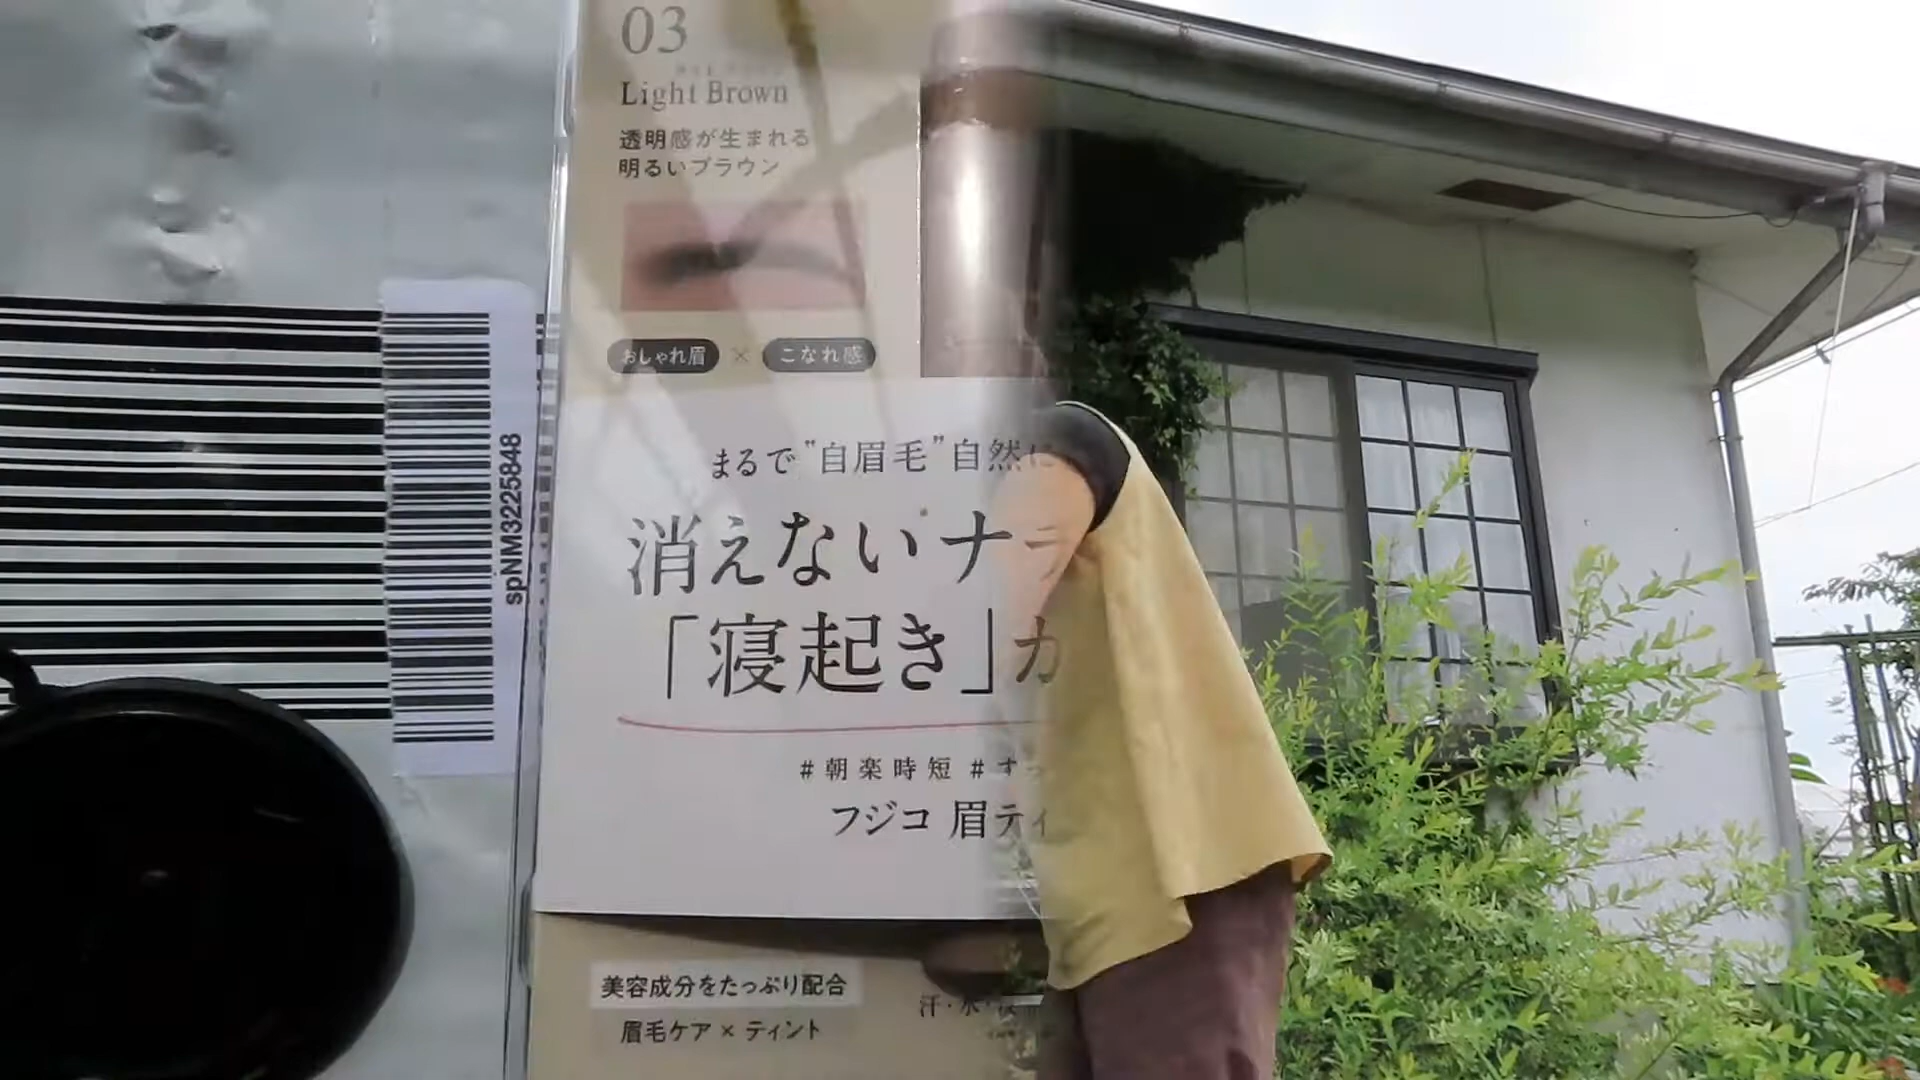 03
Light Brown
透明感が生まれる
明るいブラウン
おしゃれ眉 × こなれ感
まるで"自眉毛"自然に
消えないナ
「寝起き」か
#朝楽時短 #す
フジコ 眉ティ
美容成分をたっぷり配合
眉毛ケア × ティント
汗・水・
spNM3225848